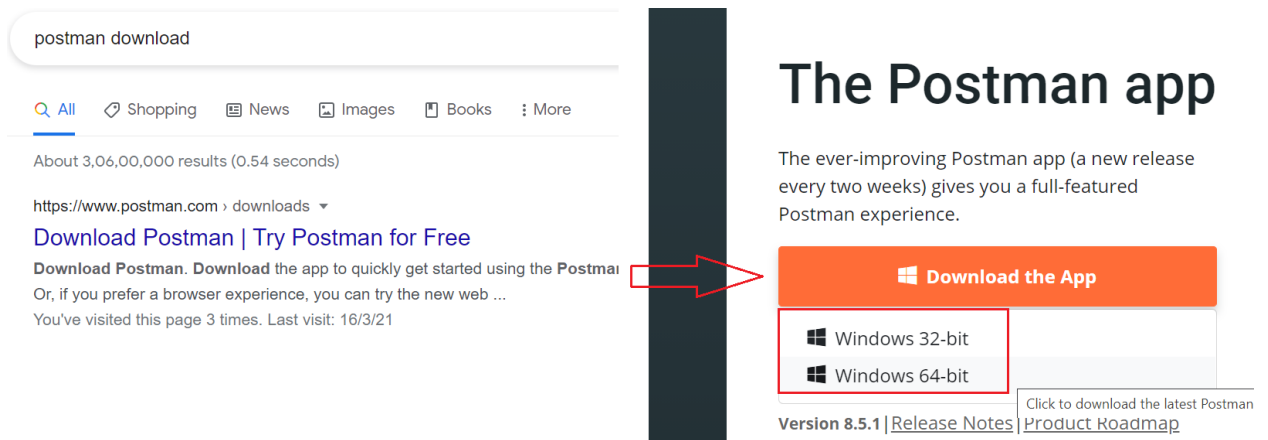 postman download
All Shopping News Images Books More
About 3,06,00,000 results (0.54 seconds)
https://www.postman.com › downloads
Download Postman | Try Postman for Free
Download Postman. Download the app to quickly get started using the Postman
Or, if you prefer a browser experience, you can try the new web ...
You've visited this page 3 times. Last visit: 16/3/21
The Postman app
The ever-improving Postman app (a new release
every two weeks) gives you a full-featured
Postman experience.
Download the App
Windows 32-bit
Windows 64-bit
Click to download the latest Postman
Version 8.5.1 | Release Notes | Product Roadmap